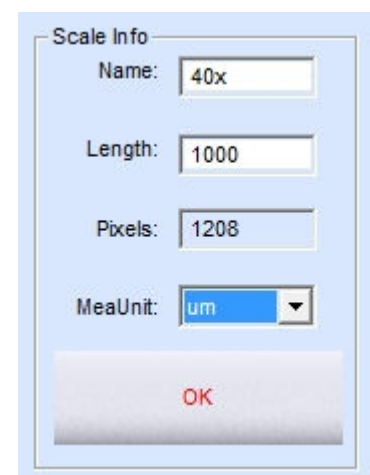 Scale Info
Name: 40x
Length: 1000
Pixels: 1208
MeaUnit: um
OK